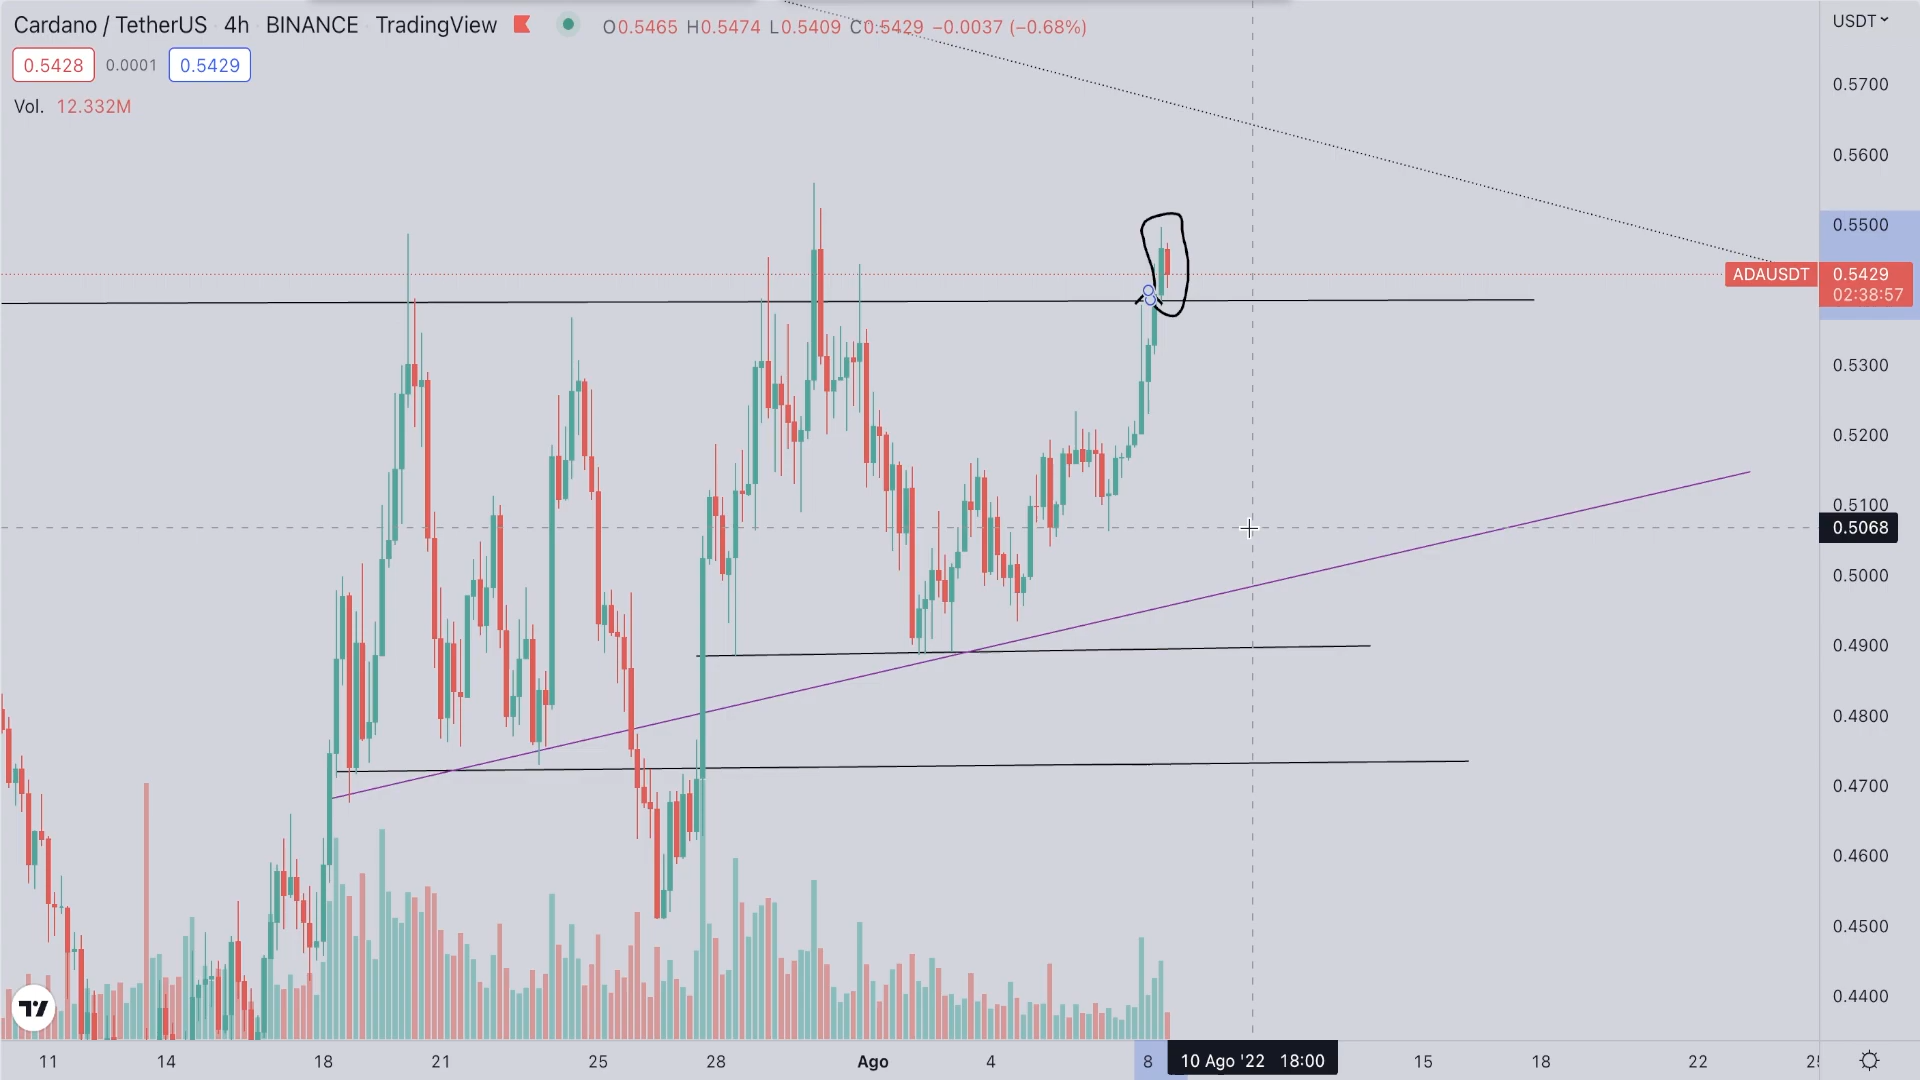 Cardano / TetherUS 4h BINANCE TradingView O0.5465 H0.5474 L0.5409 C0.5429 −0.0037 (−0.68%)
0.5428 0.0001 0.5429
Vol. 12.332M
USDT
0.5700
0.5600
0.5500
ADAUSDT 0.5429
02:38:57
0.5300
0.5200
0.5100
0.5068
0.5000
0.4900
0.4800
0.4700
0.4600
0.4500
0.4400
11 14 18 21 25 28 Ago 4 8 10 Ago '22 18:00 15 18 22